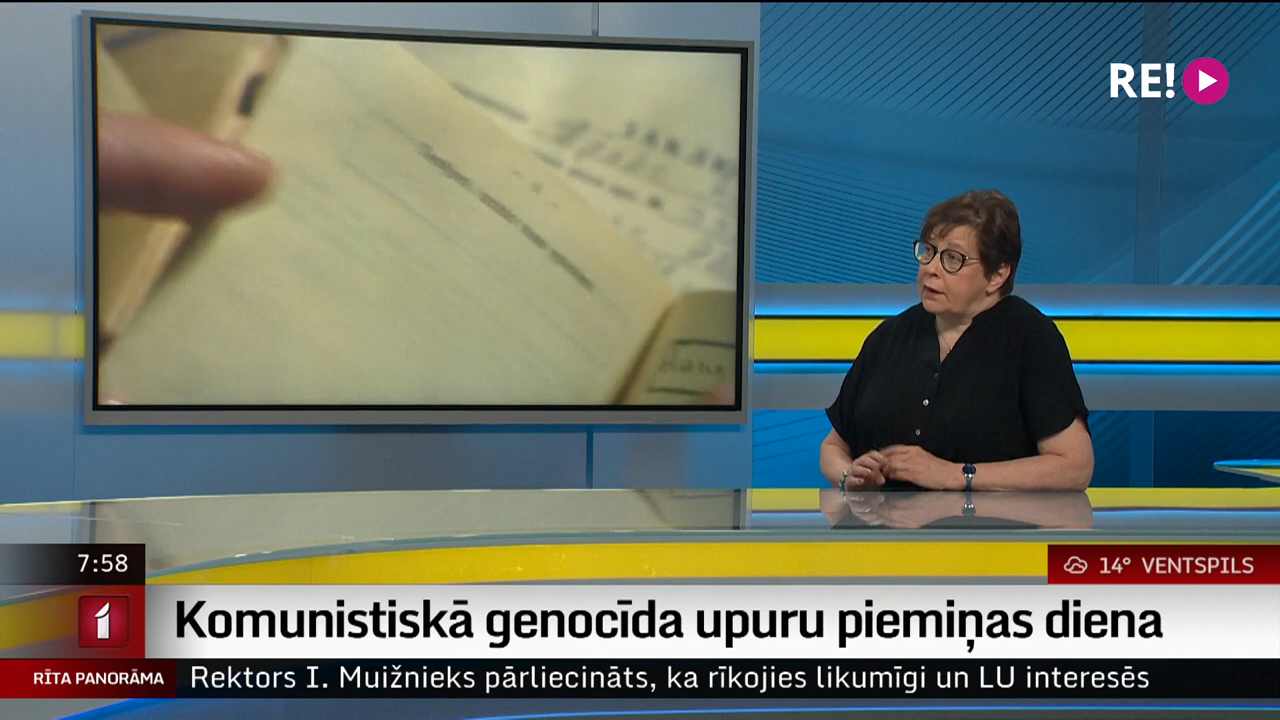 RE!
7:58
14° VENTSPILS
1
Komunistiskā genocīda upuru piemiņas diena
RĪTA PANORĀMA
Rektors I. Muižnieks pārliecināts, ka rīkojies likumīgi un LU interesēs